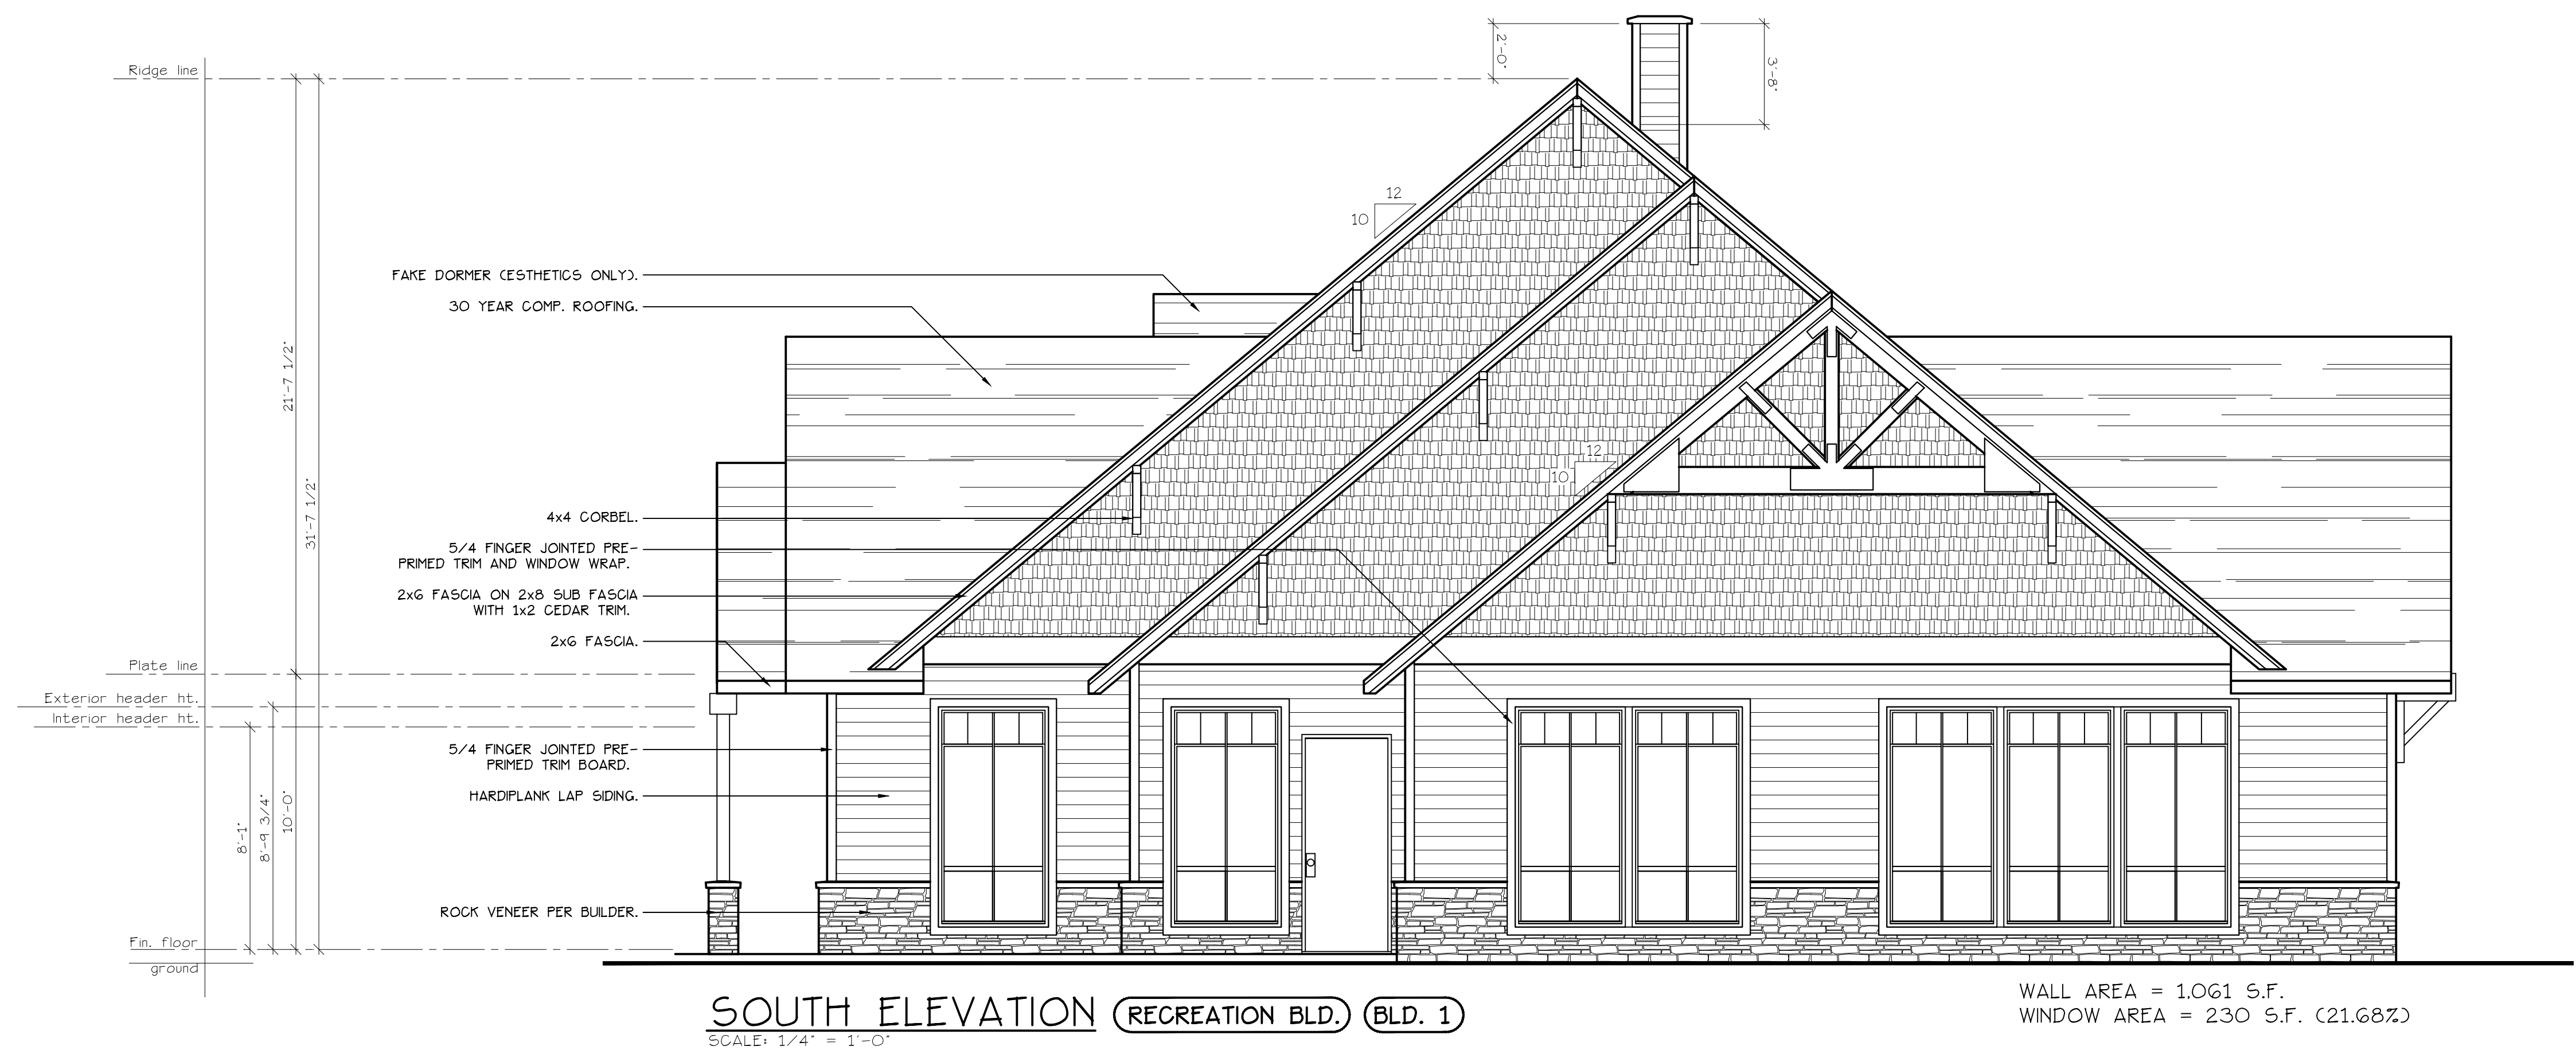 2'-0"
3'-8"
Ridge line
12
10
FAKE DORMER (ESTHETICS ONLY).
30 YEAR COMP. ROOFING.
21'-7 1/2"
31'-7 1/2"
12
10
4x4 CORBEL.
5/4 FINGER JOINTED PRE-
PRIMED TRIM AND WINDOW WRAP.
2x6 FASCIA ON 2x8 SUB FASCIA
WITH 1x2 CEDAR TRIM.
2x6 FASCIA.
Plate line
Exterior header ht.
Interior header ht.
5/4 FINGER JOINTED PRE-
PRIMED TRIM BOARD.
HARDIPLANK LAP SIDING.
8'-1"
8'-9 3/4"
10'-0"
ROCK VENEER PER BUILDER.
Fin. floor
ground
SOUTH ELEVATION RECREATION BLD. BLD. 1
SCALE: 1/4" = 1'-0"
WALL AREA = 1,061 S.F.
WINDOW AREA = 230 S.F. (21.68%)